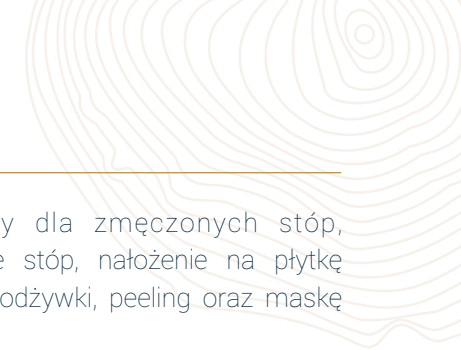 dla zmęczonych stóp,
stóp, nałożenie na płytkę
odżywki, peeling oraz maskę